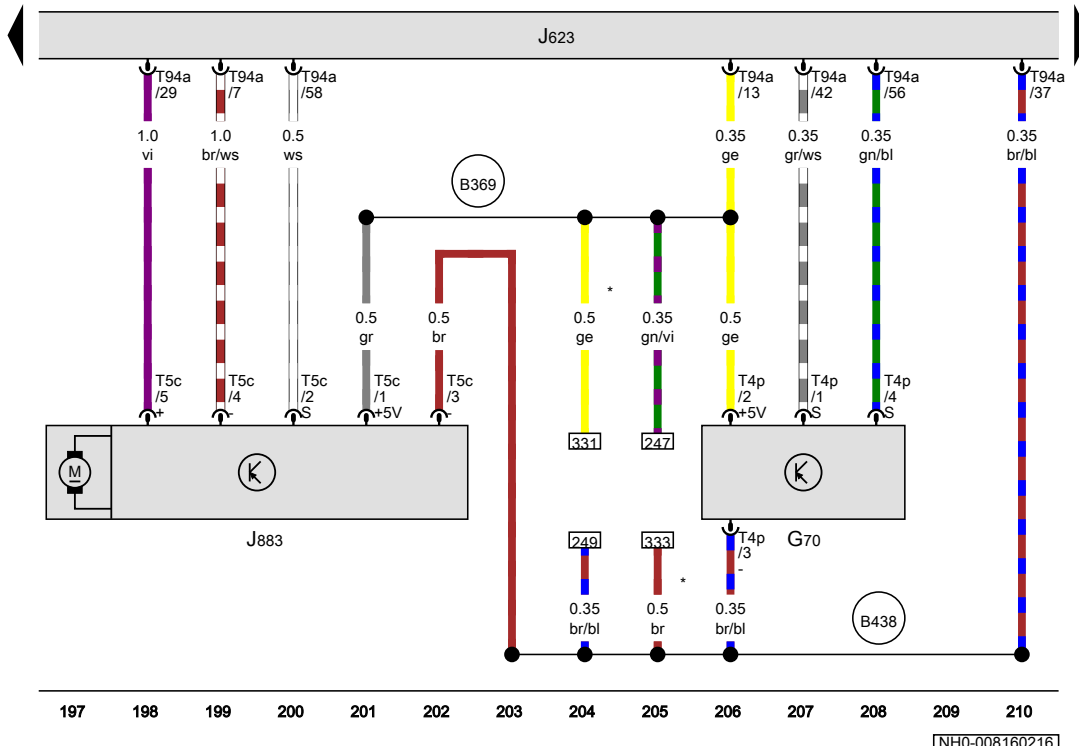 J623
T94a T94a T94a T94a T94a T94a T94a
/29 /7 /58 /13 /42 /56 /37
1.0 1.0 0.5 0.35 0.35 0.35 0.35
vi br/ws ws ge gr/ws gn/bl br/bl
B369
*
0.5 0.5 0.5 0.35 0.5
gr br ge gn/vi ge
T5c T5c T5c T5c T5c T4p T4p T4p
/5 /4 /2 /1 /3 /2 /1 /4
+ - S +5V - +5V S S
331 247
M
J883 249 333 T4p G70
/3
-
*
0.35 0.5 0.35
br/bl br br/bl
B438
197 198 199 200 201 202 203 204 205 206 207 208 209 210
NH0-008160216